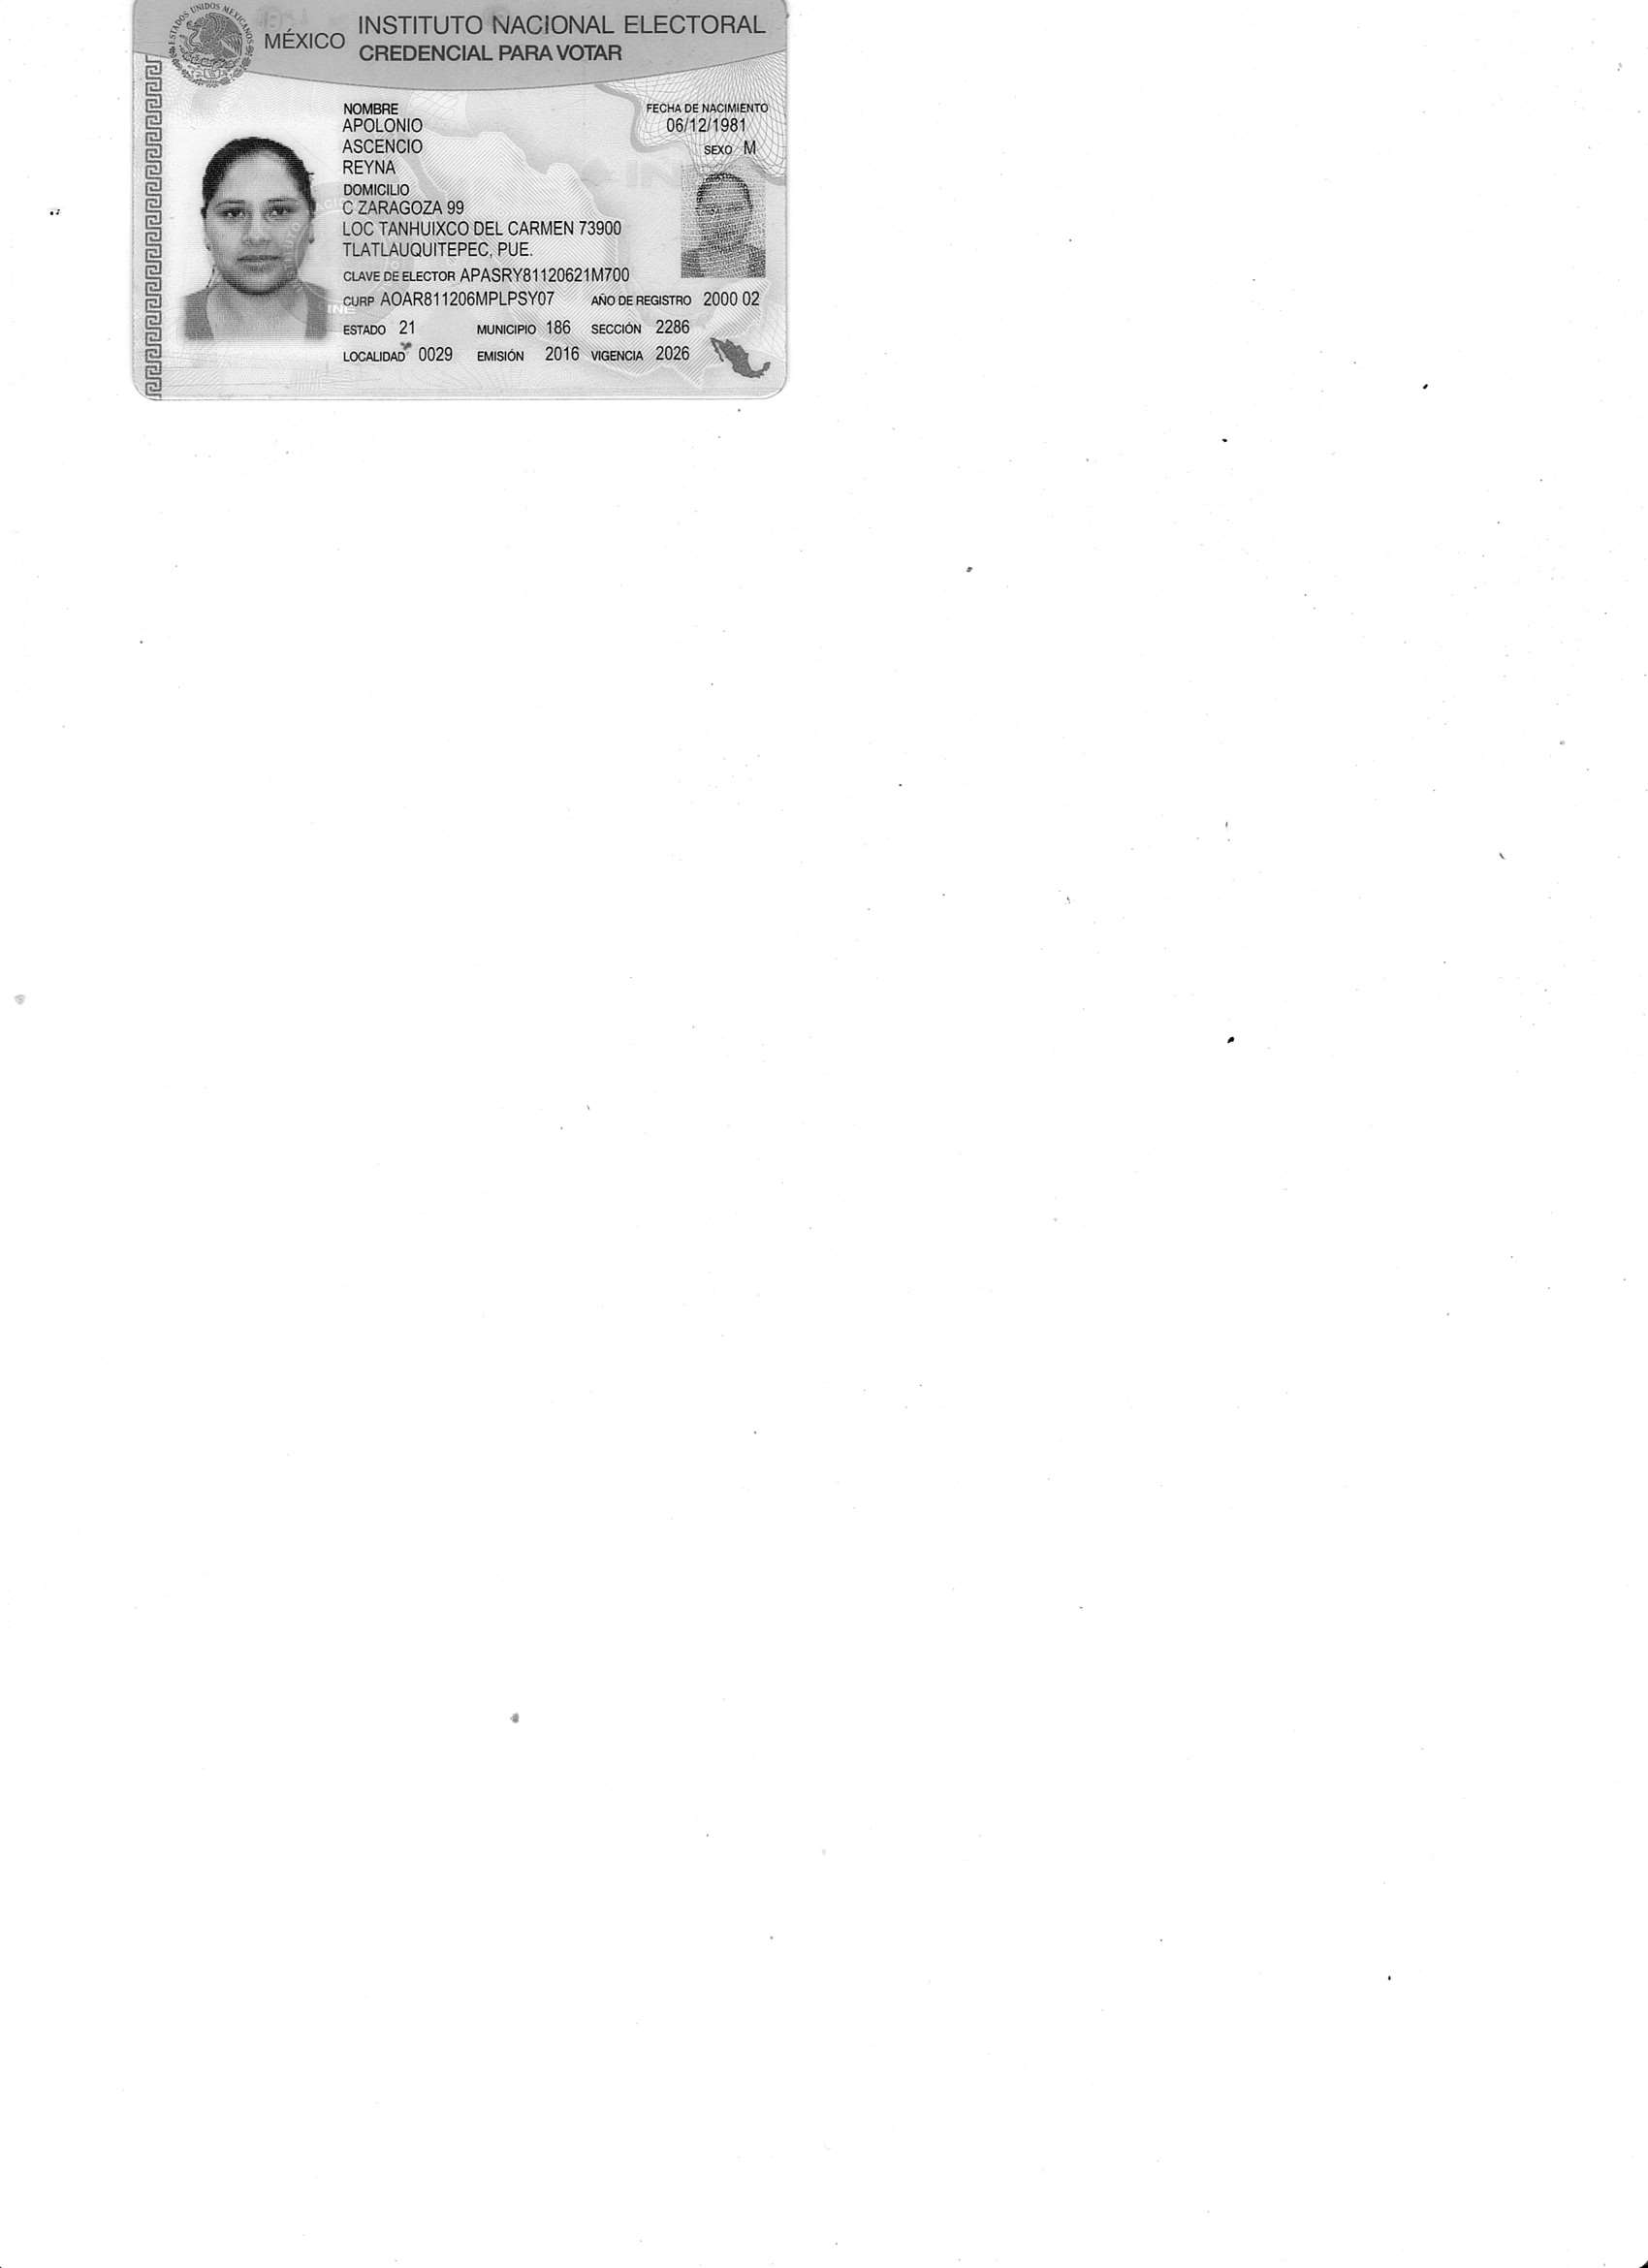 ESTADOS UNIDOS MEXICANOS
MÉXICO
INSTITUTO NACIONAL ELECTORAL
CREDENCIAL PARA VOTAR
NOMBRE
APOLONIO
ASCENCIO
REYNA
FECHA DE NACIMIENTO
06/12/1981
SEXO M
DOMICILIO
C ZARAGOZA 99
LOC TANHUIXCO DEL CARMEN 73900
TLATLAUQUITEPEC, PUE.
CLAVE DE ELECTOR APASRY81120621M700
CURP AOAR811206MPLPSY07 AÑO DE REGISTRO 2000 02
ESTADO 21 MUNICIPIO 186 SECCIÓN 2286
LOCALIDAD 0029 EMISIÓN 2016 VIGENCIA 2026
INE